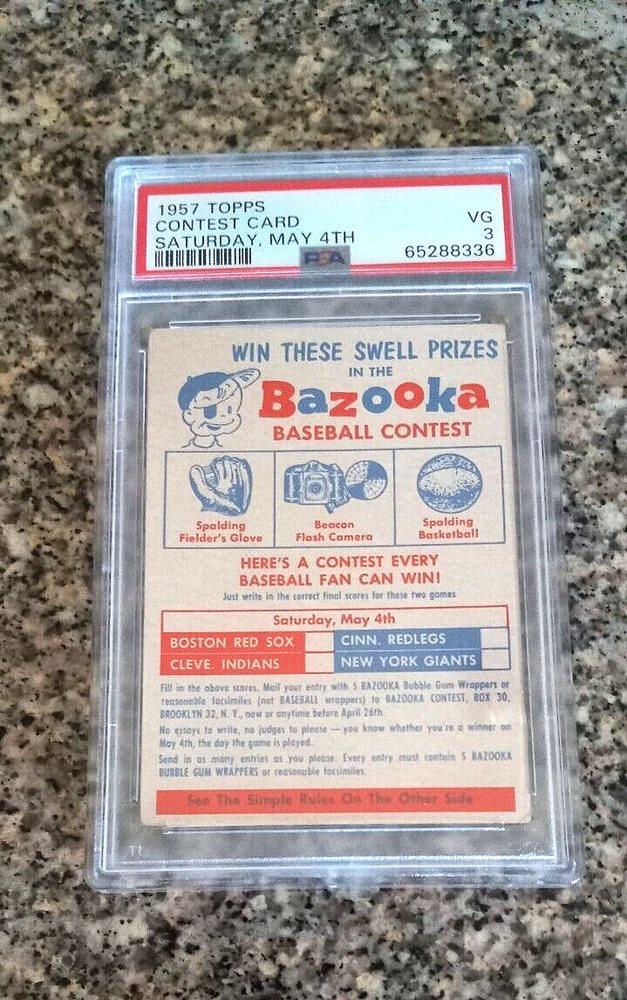 1957 TOPPS
CONTEST CARD
VG
SATURDAY, MAY 4TH
3
PSA
65288336
WIN THESE SWELL PRIZES
IN THE
Bazooka
BASEBALL CONTEST
Spalding
Fielder's Glove
Beacon
Flash Camera
Spalding
Basketball
HERE'S A CONTEST EVERY
BASEBALL FAN CAN WIN!
Just write in the correct final scores for these two games
Saturday, May 4th
BOSTON RED SOX
CINN. REDLEGS
CLEVE. INDIANS
NEW YORK GIANTS
Fill in the above scores. Mail your entry with 5 BAZOOKA Bubble Gum Wrappers or
reasonable facsimiles (not BASEBALL wrappers) to BAZOOKA CONTEST, BOX 30,
BROOKLYN 32, N. Y., now or anytime before April 26th.
No essays to write, no judges to please — you know whether you're a winner on
May 4th, the day the game is played.
Send in as many entries as you please. Every entry must contain 5 BAZOOKA
BUBBLE GUM WRAPPERS or reasonable facsimiles.
See The Simple Rules On The Other Side
T1